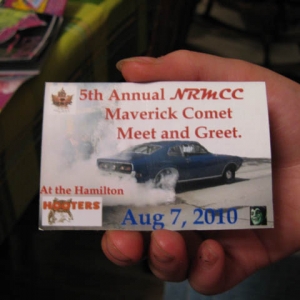 5th Annual NRMCC
Maverick Comet
Meet and Greet.
At the Hamilton
HOOTERS
Aug 7, 2010